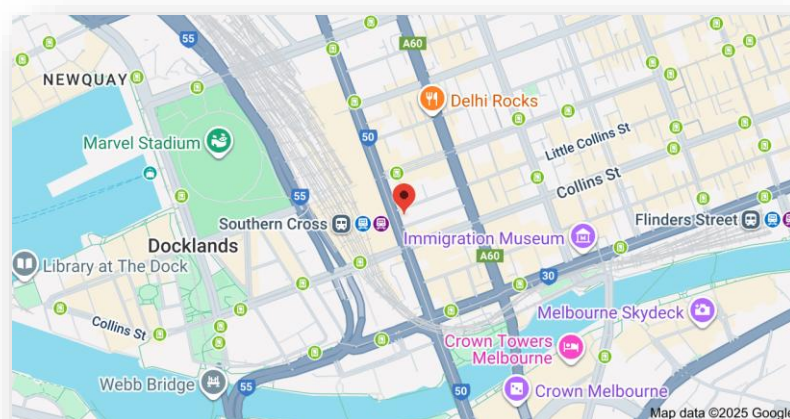 55
A60
NEWQUAY
Delhi Rocks
Marvel Stadium
50
Little Collins St
Collins St
55
Southern Cross
Flinders Street
Docklands
Immigration Museum
A60
Library at The Dock
30
Melbourne Skydeck
Collins St
Crown Towers
Melbourne
Webb Bridge
55
50
Crown Melbourne
Map data ©2025 Google